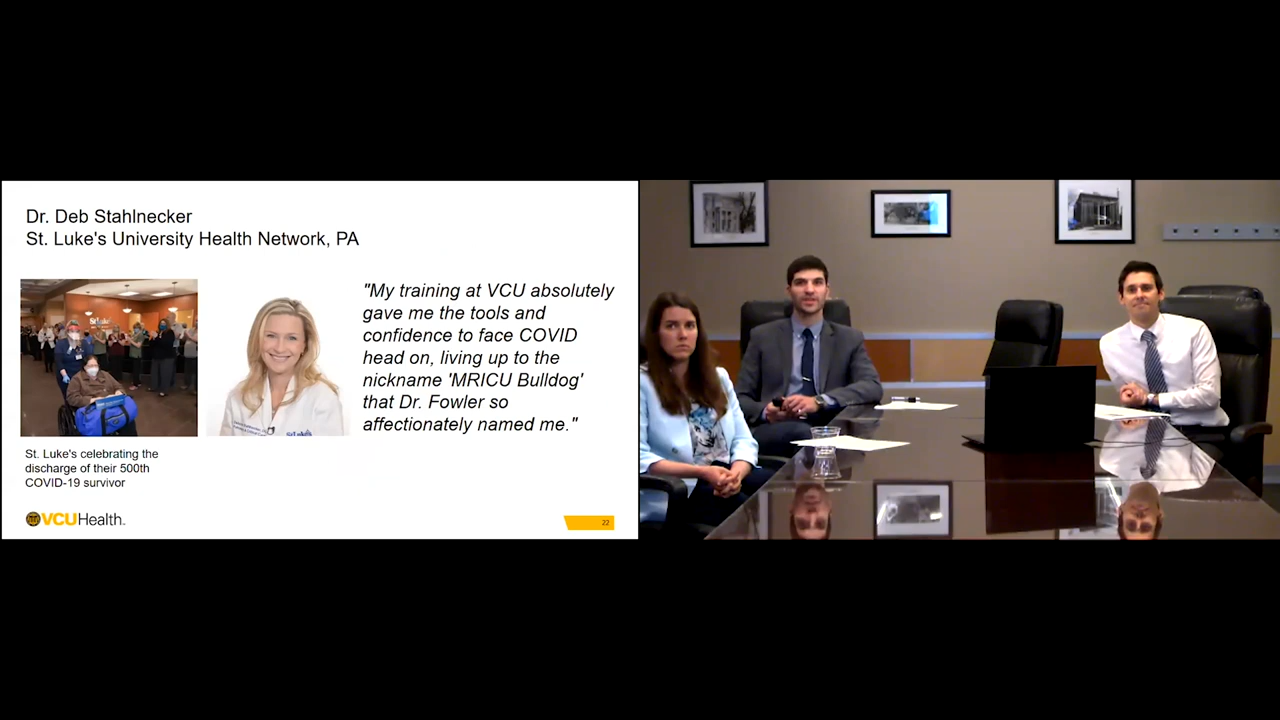 Dr. Deb Stahlnecker
St. Luke's University Health Network, PA
"My training at VCU absolutely
gave me the tools and
confidence to face COVID
head on, living up to the
nickname 'MRICU Bulldog'
that Dr. Fowler so
affectionately named me."
St. Luke's celebrating the
discharge of their 500th
COVID-19 survivor
VCUHealth.
22